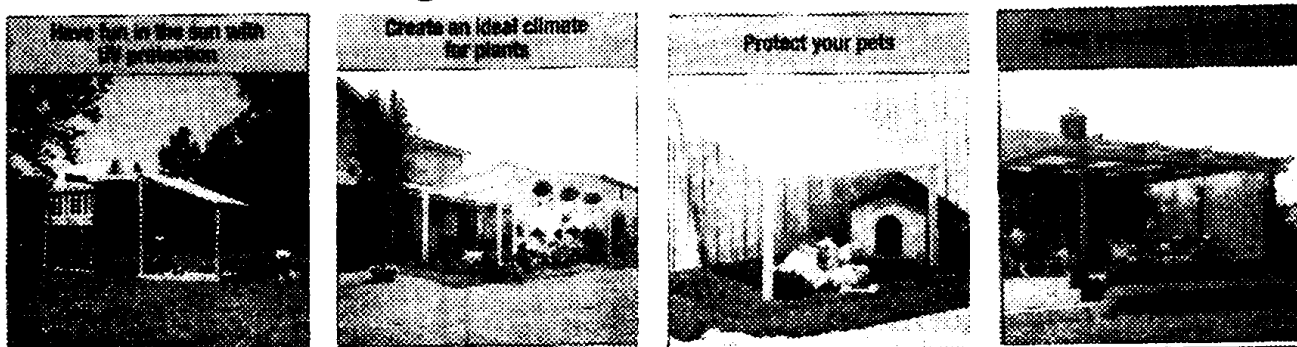 Have fun in the sun with
UV protection
Create an ideal climate
for plants
Protect your pets